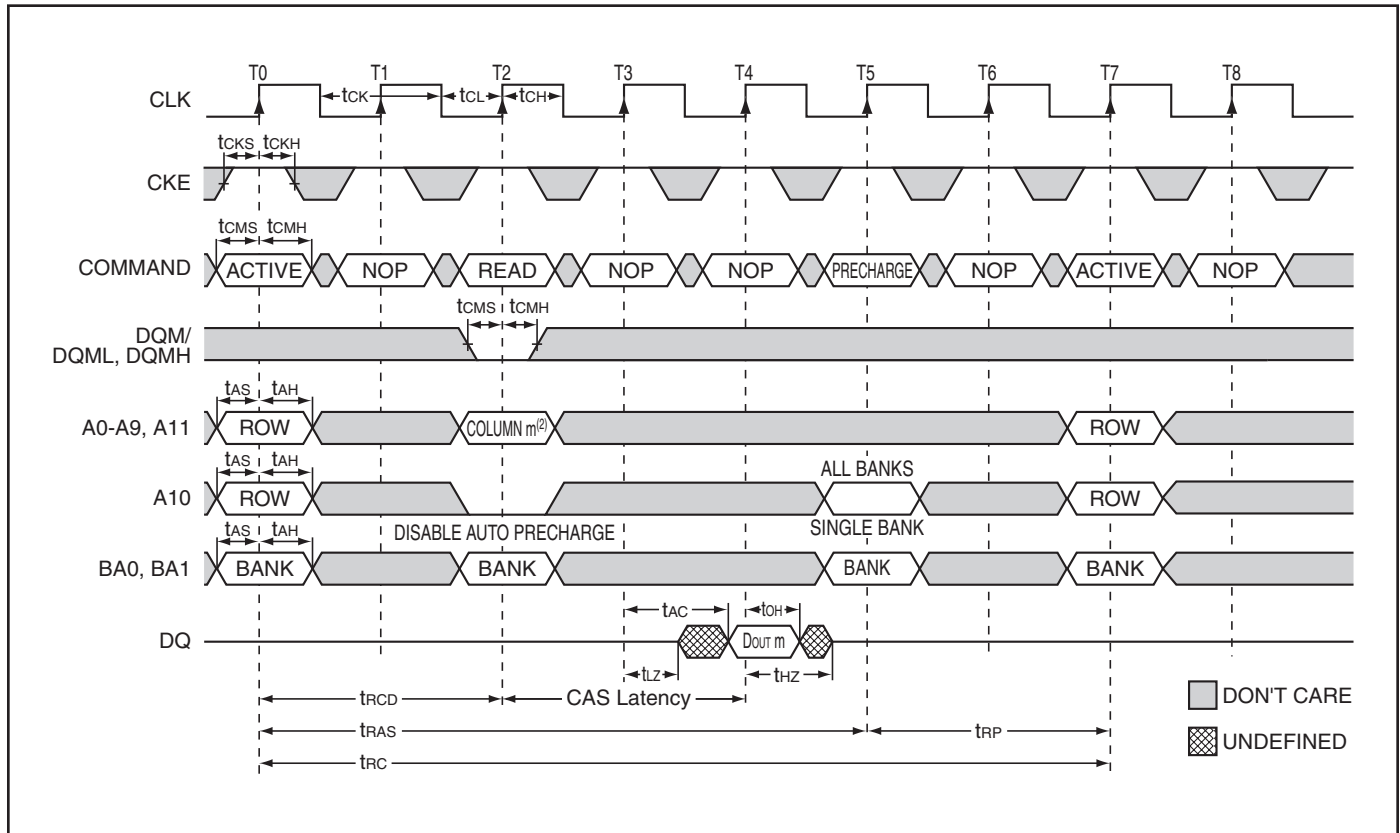 T0 T1 T2 T3 T4 T5 T6 T7 T8
CLK tCK tCL tCH
tCKS tCKH
CKE
tCMS tCMH
COMMAND ACTIVE NOP READ NOP NOP PRECHARGE NOP ACTIVE NOP
tCMS tCMH
DQM/
DQML, DQMH
tAS tAH
A0-A9, A11 ROW COLUMN m(2) ROW
tAS tAH ALL BANKS
A10 ROW ROW
DISABLE AUTO PRECHARGE SINGLE BANK
tAS tAH
BA0, BA1 BANK BANK BANK BANK
tAC tOH
DQ DOUT m
tLZ tHZ
tRCD CAS Latency
DON'T CARE
tRAS tRP
UNDEFINED
tRC